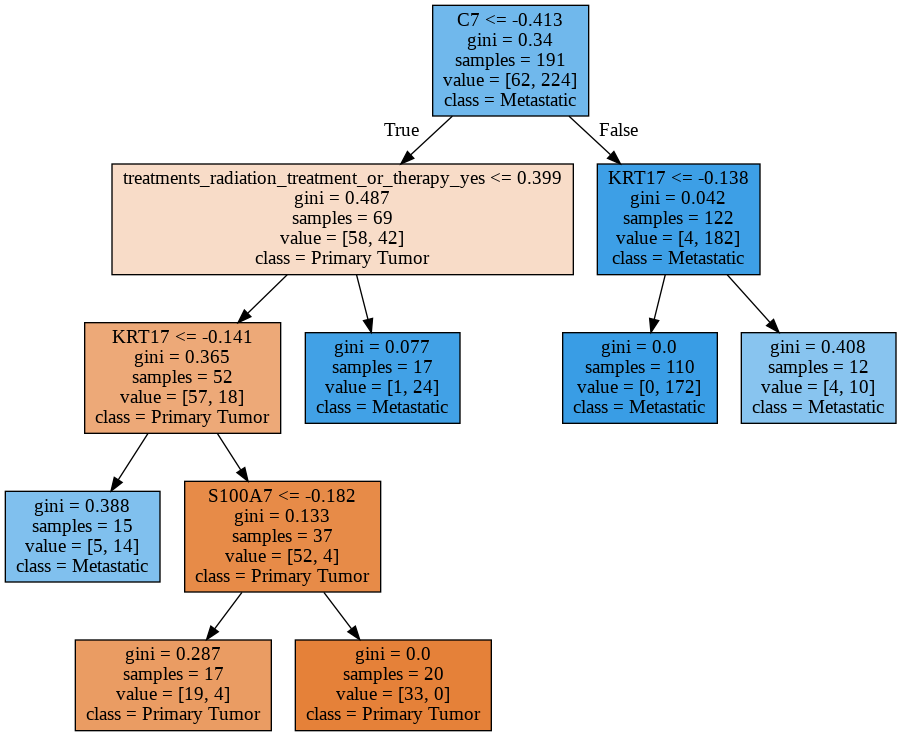 C7 <= -0.413
gini = 0.34
samples = 191
value = [62, 224]
class = Metastatic
True
False
treatments_radiation_treatment_or_therapy_yes <= 0.399
gini = 0.487
samples = 69
value = [58, 42]
class = Primary Tumor
KRT17 <= -0.138
gini = 0.042
samples = 122
value = [4, 182]
class = Metastatic
KRT17 <= -0.141
gini = 0.365
samples = 52
value = [57, 18]
class = Primary Tumor
gini = 0.077
samples = 17
value = [1, 24]
class = Metastatic
gini = 0.0
samples = 110
value = [0, 172]
class = Metastatic
gini = 0.408
samples = 12
value = [4, 10]
class = Metastatic
gini = 0.388
samples = 15
value = [5, 14]
class = Metastatic
S100A7 <= -0.182
gini = 0.133
samples = 37
value = [52, 4]
class = Primary Tumor
gini = 0.287
samples = 17
value = [19, 4]
class = Primary Tumor
gini = 0.0
samples = 20
value = [33, 0]
class = Primary Tumor